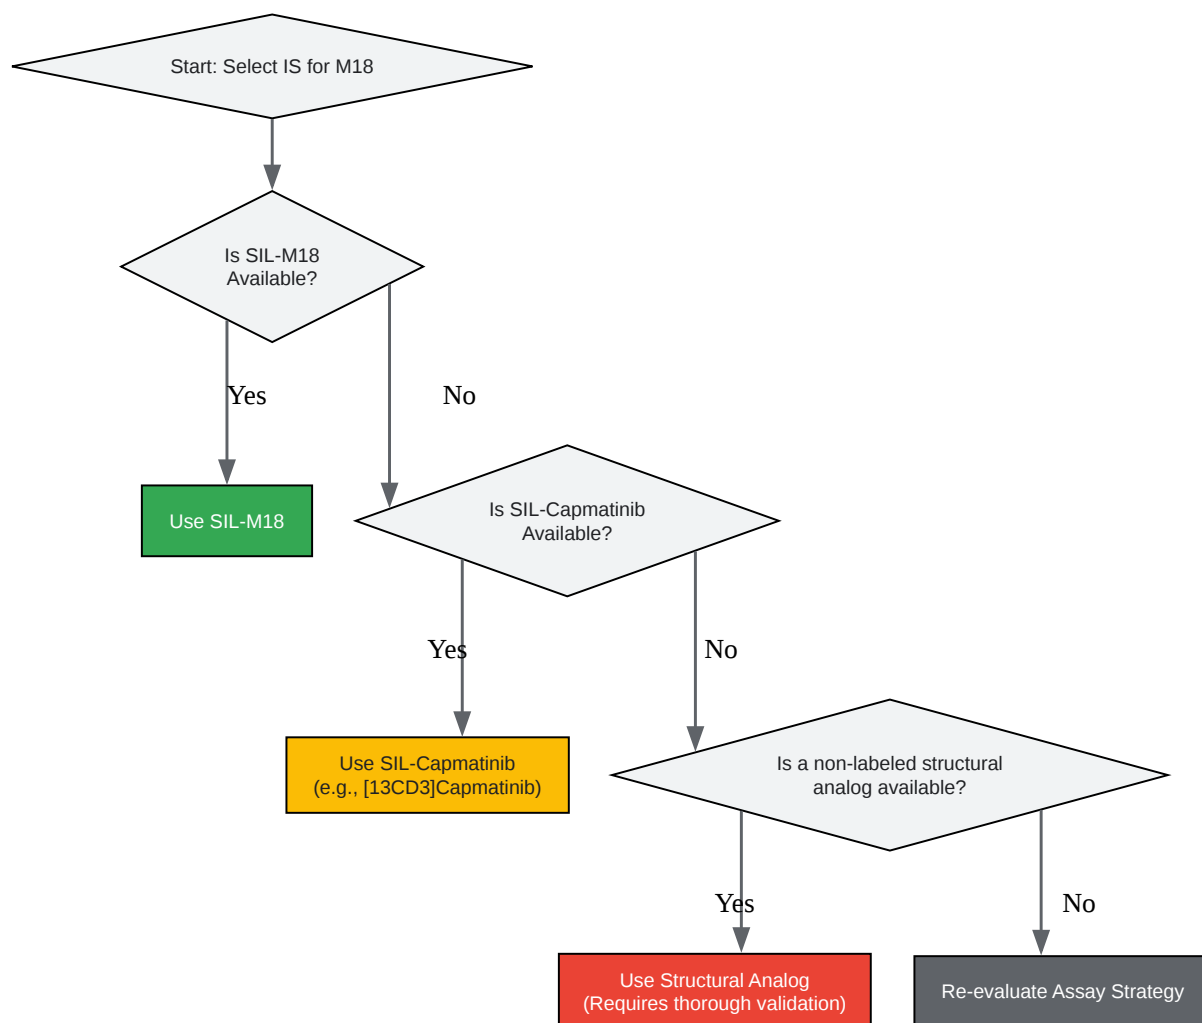 Start: Select IS for M18
Is SIL-M18
Available?
Yes
No
Use SIL-M18
Is SIL-Capmatinib
Available?
Yes
No
Use SIL-Capmatinib
(e.g., [13CD3]Capmatinib)
Is a non-labeled structural
analog available?
Yes
No
Use Structural Analog
(Requires thorough validation)
Re-evaluate Assay Strategy